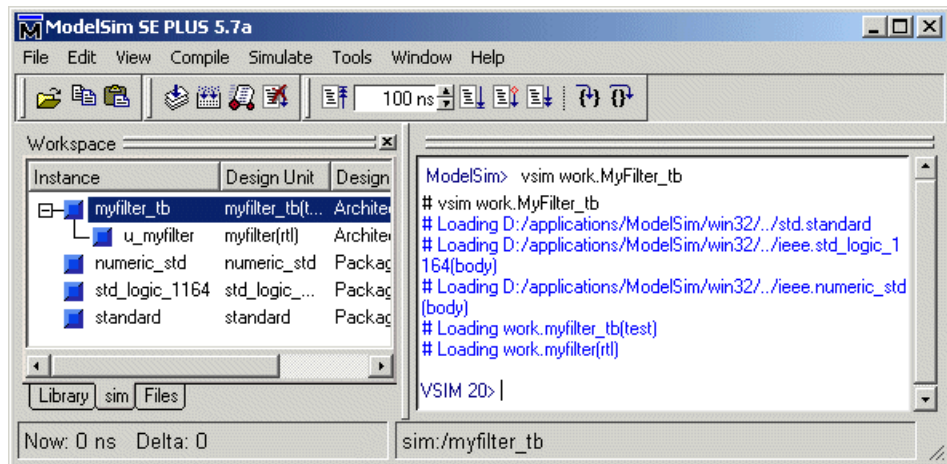 ModelSim SE PLUS 5.7a
File Edit View Compile Simulate Tools Window Help
100 ns
Workspace
Instance Design Unit Design
myfilter_tb myfilter_tb(t... Archite
u_myfilter myfilter(rtl) Archite
numeric_std numeric_std Packag
std_logic_1164 std_logic_... Packag
standard standard Packag
Library sim Files
ModelSim> vsim work.MyFilter_tb
# vsim work.MyFilter_tb
# Loading D:/applications/ModelSim/win32/../std.standard
# Loading D:/applications/ModelSim/win32/../ieee.std_logic_1
164(body)
# Loading D:/applications/ModelSim/win32/../ieee.numeric_std
(body)
# Loading work.myfilter_tb(test)
# Loading work.myfilter(rtl)
VSIM 20>
Now: 0 ns Delta: 0
sim:/myfilter_tb